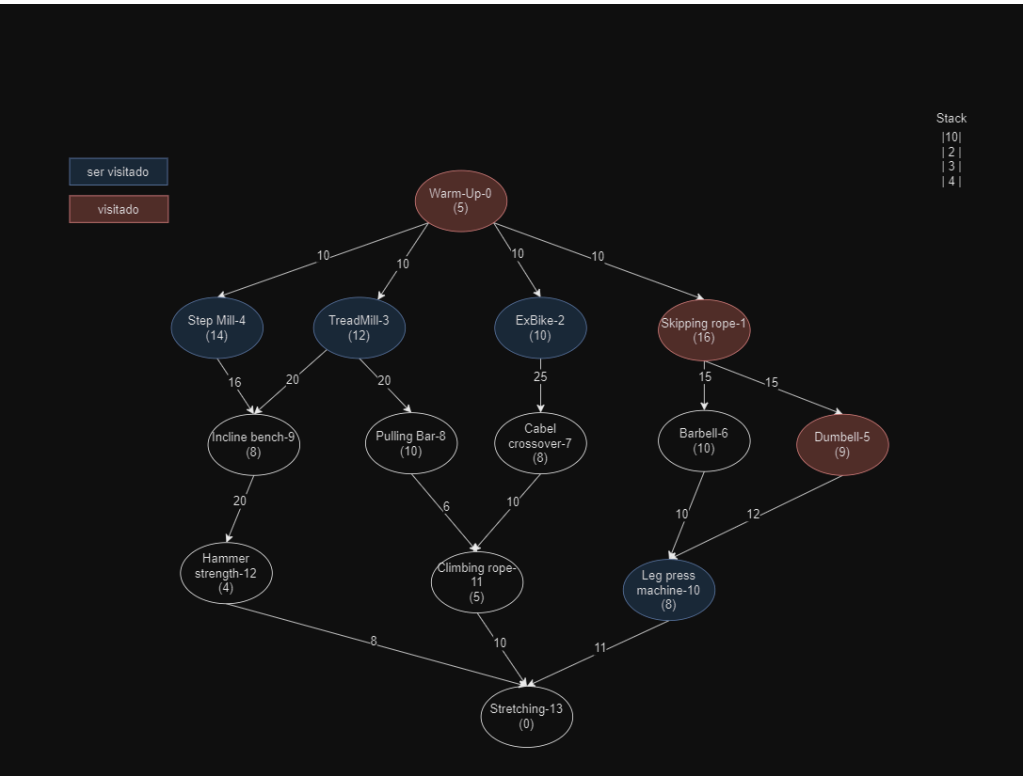 Stack
|10|
| 2 |
| 3 |
| 4 |
ser visitado
visitado
Warm-Up-0
(5)
10
10
10
10
Step Mill-4
(14)
TreadMill-3
(12)
ExBike-2
(10)
Skipping rope-1
(16)
16
20
20
25
15
15
Incline bench-9
(8)
Pulling Bar-8
(10)
Cabel
crossover-7
(8)
Barbell-6
(10)
Dumbell-5
(9)
20
6
10
10
12
Hammer
strength-12
(4)
Climbing rope-
11
(5)
Leg press
machine-10
(8)
8
10
11
Stretching-13
(0)